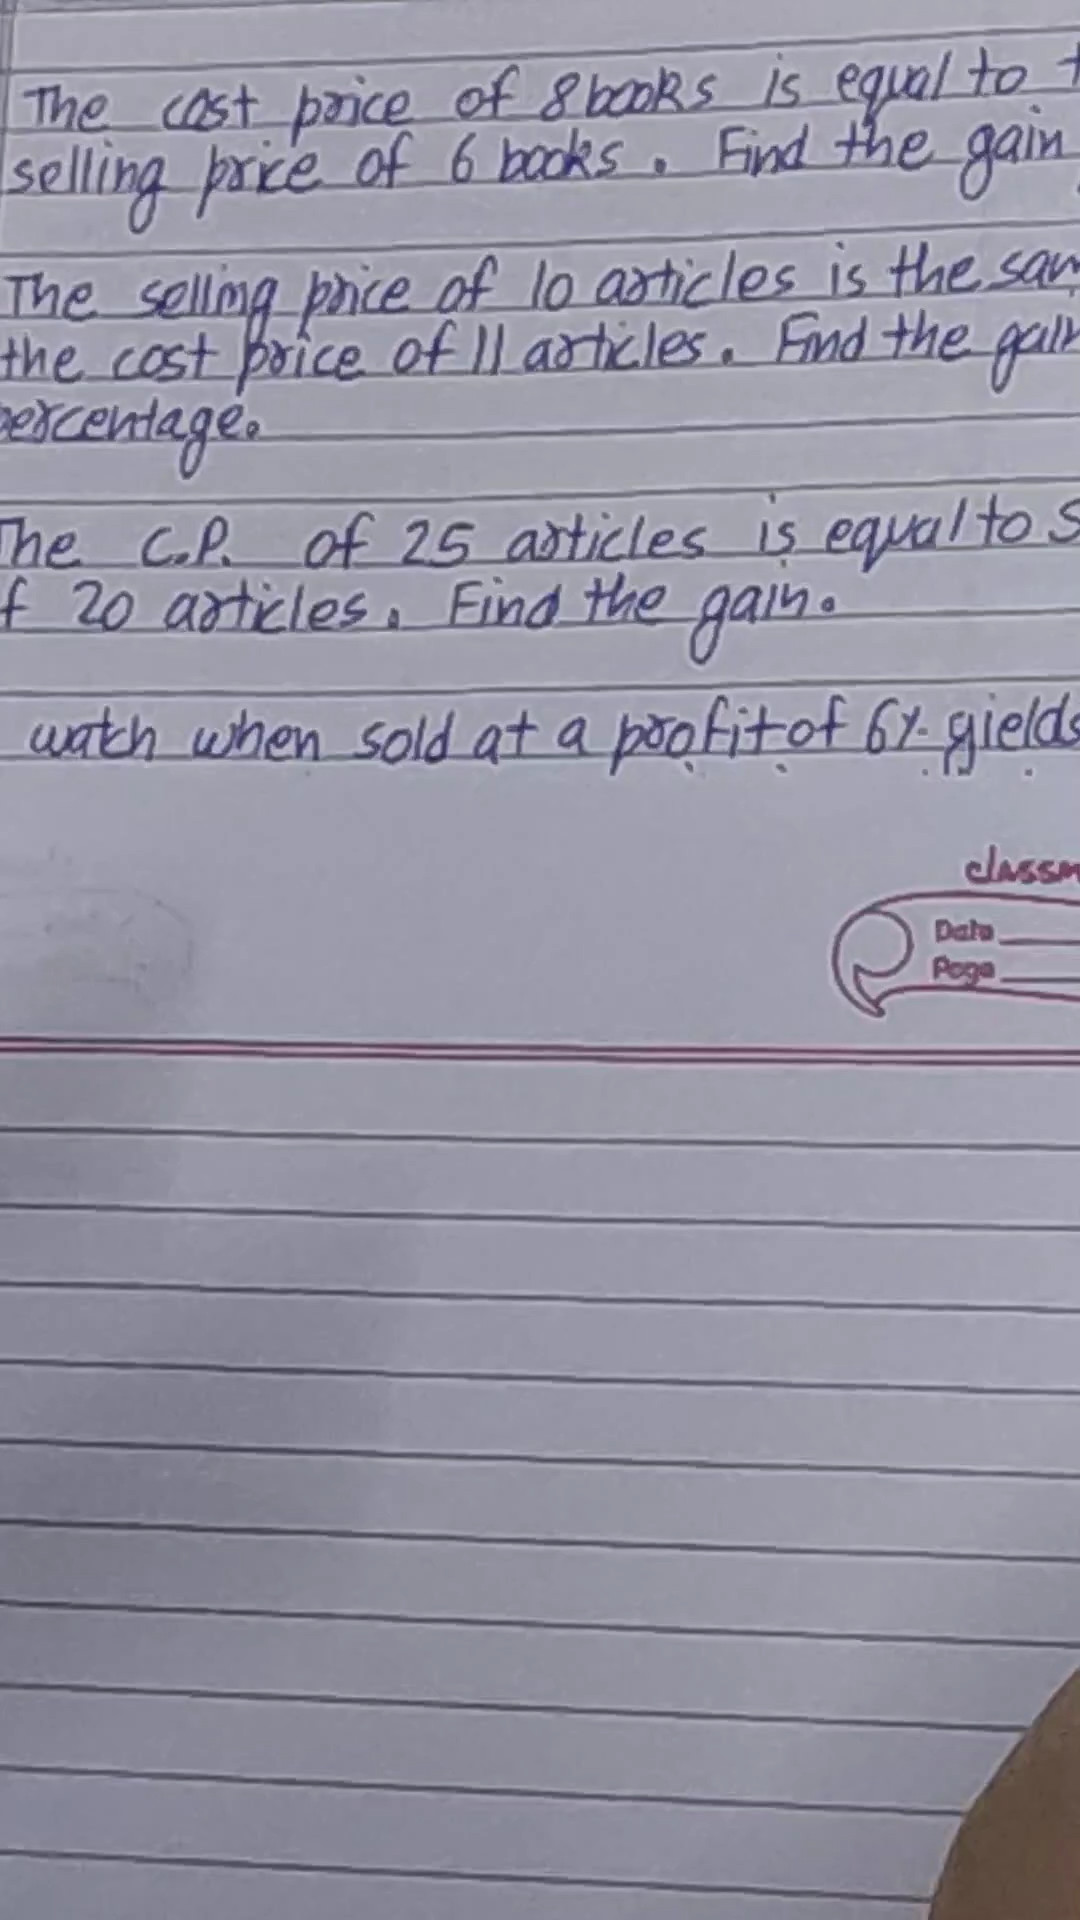 The cost price of 8 books is equal to
selling price of 6 books. Find the gain
The selling price of 10 articles is the
the cost price of 11 articles. Find the
percentage.
The C.P. of 25 articles is equal to
20 articles. Find the gain.
watch when sold at a profit of 6% yields
Date
Page